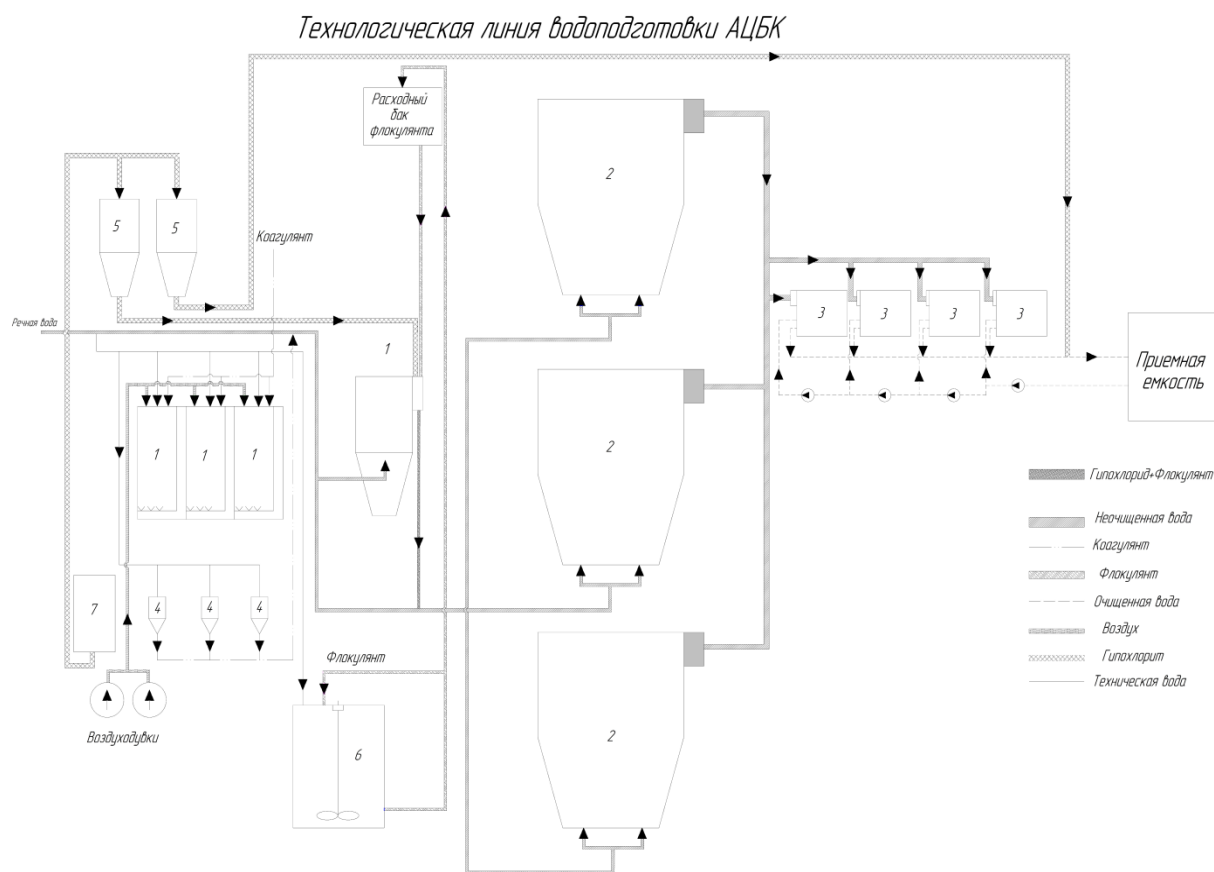 Технологическая линия водоподготовки АЦБК
Расходный
бак
флокулянта
2
5
5
Коагулянт
3
3
3
3
Речная вода
1
Приемная
емкость
2
1
1
1
Гипохлорид+Флокулянт
Неочищенная вода
Коагулянт
Флокулянт
Очищенная вода
Воздух
Гипохлорит
Техническая вода
7
4
4
4
Флокулянт
Воздуходувки
6
2